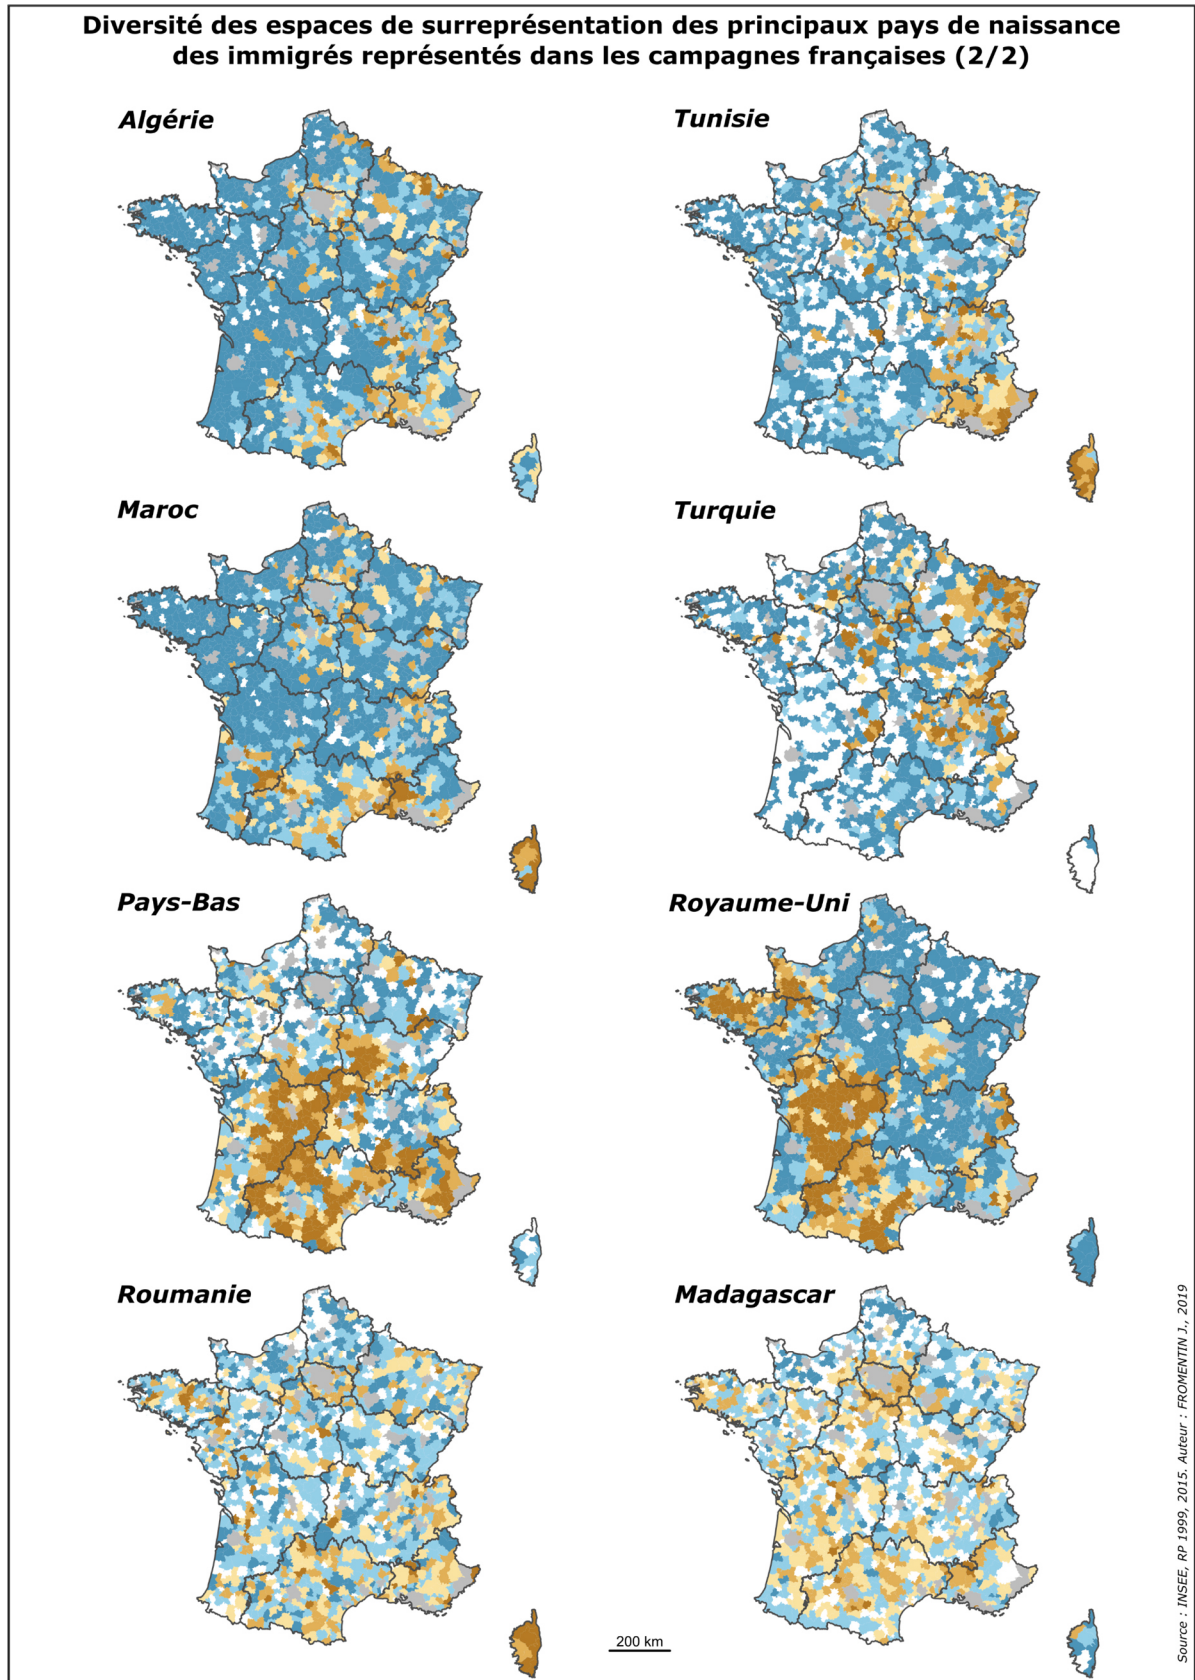 Diversité des espaces de surreprésentation des principaux pays de naissance
des immigrés représentés dans les campagnes françaises (2/2)
Algérie
Tunisie
Maroc
Turquie
Pays-Bas
Royaume-Uni
Roumanie
Madagascar
200 km
Source : INSEE, RP 1999, 2015. Auteur : FROMENTIN J., 2019